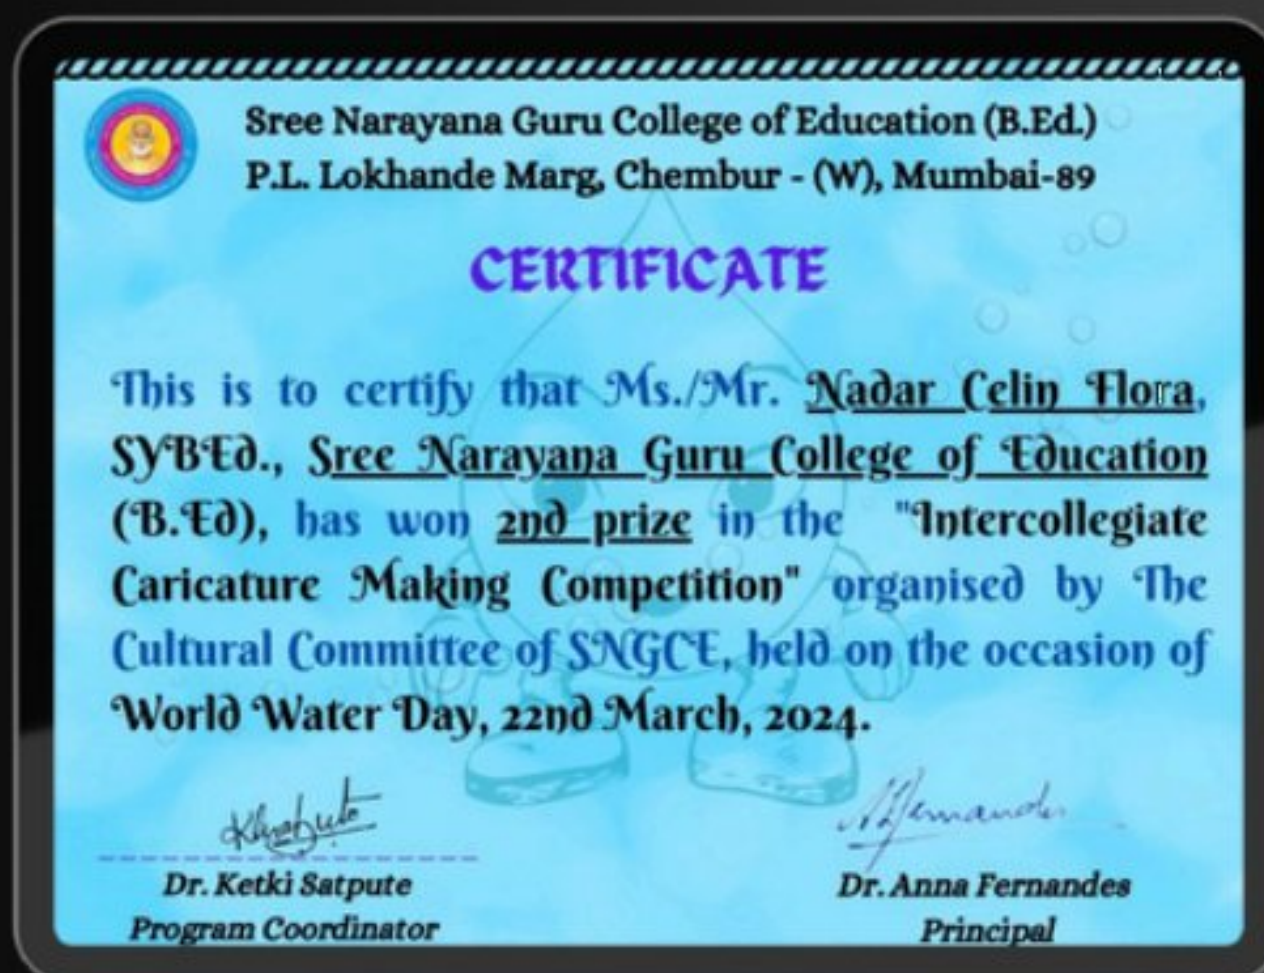 Sree Narayana Guru College of Education (B.Ed.)
P.L. Lokhande Marg, Chembur - (W), Mumbai-89
CERTIFICATE
This is to certify that Ms./Mr. Nadar Celin Flora,
SYBEd., Sree Narayana Guru College of Education
(B.Ed), has won 2nd prize in the "Intercollegiate
Caricature Making Competition" organised by The
Cultural Committee of SNGCE, held on the occasion of
World Water Day, 22nd March, 2024.
Dr. Ketki Satpute
Program Coordinator
Dr. Anna Fernandes
Principal